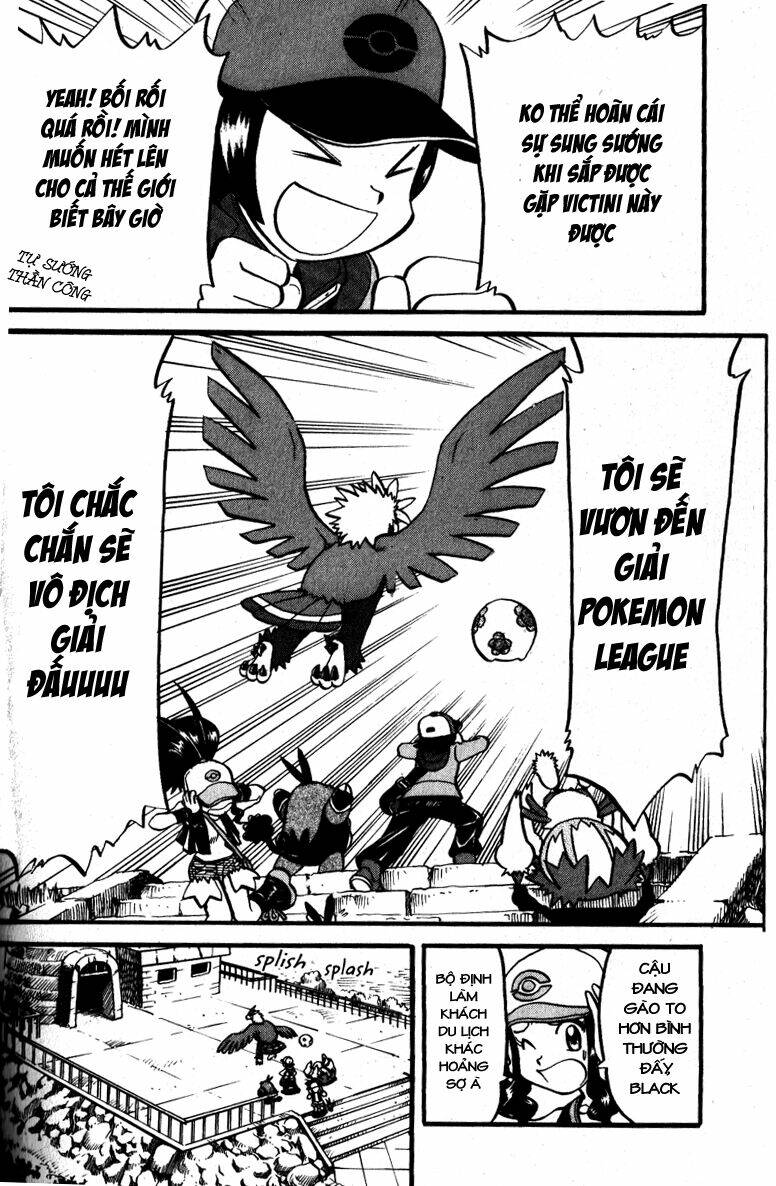 KO THỂ HOÃN CÁI
SỰ SUNG SƯỚNG
KHI SẮP ĐƯỢC
GẶP VICTINI NÀY
ĐƯỢC
YEAH! BỐI RỐI
QUÁ RỒI! MÌNH
MUỐN HÉT LÊN
CHO CẢ THẾ GIỚI
BIẾT BÂY GIỜ
TỰ SƯỚNG
THẦN CÔNG
TÔI SẼ
VƯƠN ĐẾN
GIẢI
POKEMON
LEAGUE
TÔI CHẮC
CHẮN SẼ
VÔ ĐỊCH
GIẢI
ĐẤUUUU
CẬU
ĐANG
GÀO TO
HƠN BÌNH
THƯỜNG
ĐẤY,
BLACK
BỘ ĐỊNH
LÀM
KHÁCH
DU LỊCH
KHÁC
HOẢNG
SỢ À
splish
splash